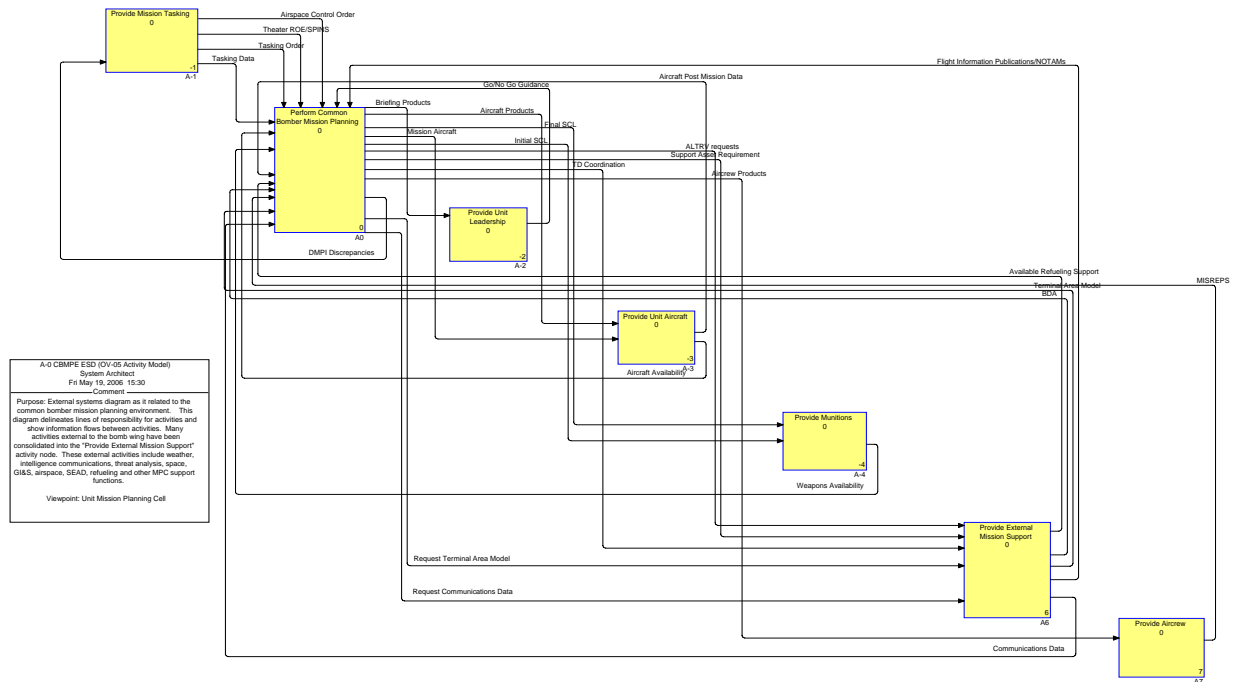 Provide Mission Tasking
0
-1
A-1
Airspace Control Order
Theater ROE/SPINS
Tasking Order
Tasking Data
Flight Information Publications/NOTAMs
Aircraft Post Mission Data
Go/No Go Guidance
Briefing Products
Aircraft Products
Final SCL
Mission Aircraft
Initial SCL
ALTRV requests
Support Asset Requirement
TD Coordination
Aircrew Products
Perform Common
Bomber Mission Planning
0
0
A0
Provide Unit
Leadership
0
-2
A-2
DMPI Discrepancies
Available Refueling Support
MISREPS
Terminal Area Model
BDA
Provide Unit Aircraft
0
-3
A-3
Aircraft Availability
A-0 CBMPE ESD (OV-05 Activity Model)
System Architect
Fri May 19, 2006 15:30
Comment
Purpose: External systems diagram as it related to the
common bomber mission planning environment. This
diagram delineates lines of responsibility for activities and
show information flows between activities. Many
activities external to the bomb wing have been
consolidated into the "Provide External Mission Support"
activity node. These external activities include weather,
intelligence communications, threat analysis, space,
GI&S, airspace, SEAD, refueling and other MPC support
functions.
Viewpoint: Unit Mission Planning Cell
Provide Munitions
0
-4
A-4
Weapons Availability
Provide External
Mission Support
0
6
A6
Request Terminal Area Model
Request Communications Data
Provide Aircrew
0
7
A7
Communications Data